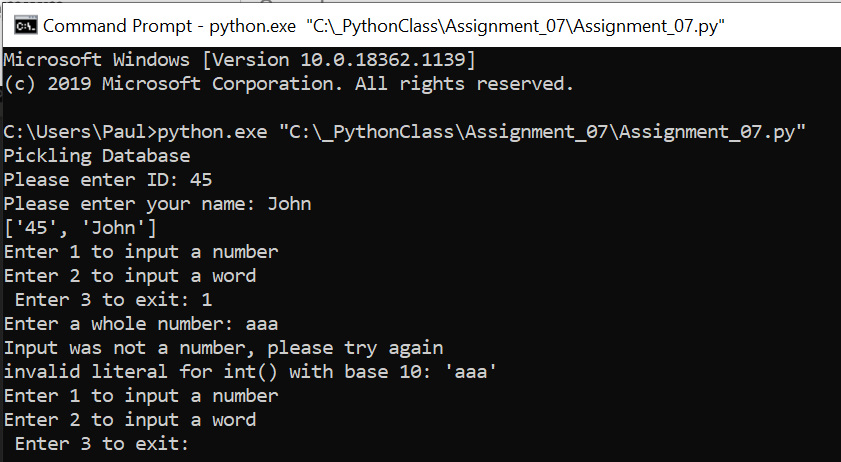 Command Prompt - python.exe "C:\_PythonClass\Assignment_07\Assignment_07.py"
Microsoft Windows [Version 10.0.18362.1139]
(c) 2019 Microsoft Corporation. All rights reserved.
C:\Users\Paul>python.exe "C:\_PythonClass\Assignment_07\Assignment_07.py"
Pickling Database
Please enter ID: 45
Please enter your name: John
['45', 'John']
Enter 1 to input a number
Enter 2 to input a word
 Enter 3 to exit: 1
Enter a whole number: aaa
Input was not a number, please try again
invalid literal for int() with base 10: 'aaa'
Enter 1 to input a number
Enter 2 to input a word
 Enter 3 to exit: